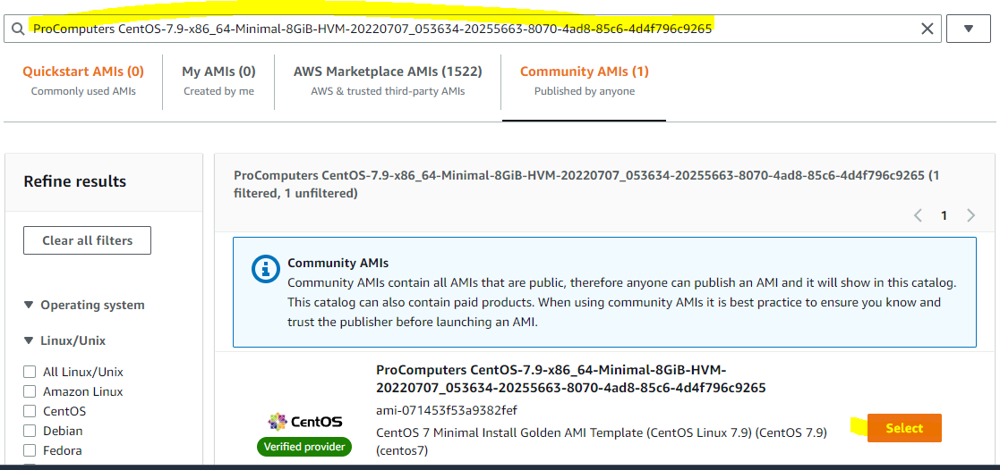 ProComputers CentOS-7.9-x86_64-Minimal-8GiB-HVM-20220707_053634-20255663-8070-4ad8-85c6-4d4f796c9265
Quickstart AMIs (0)
Commonly used AMIs
My AMIs (0)
Created by me
AWS Marketplace AMIs (1522)
AWS & trusted third-party AMIs
Community AMIs (1)
Published by anyone
Refine results
Clear all filters
Operating system
Linux/Unix
All Linux/Unix
Amazon Linux
CentOS
Debian
Fedora
ProComputers CentOS-7.9-x86_64-Minimal-8GiB-HVM-20220707_053634-20255663-8070-4ad8-85c6-4d4f796c9265 (1
filtered, 1 unfiltered)
1
Community AMIs
Community AMIs contain all AMIs that are public, therefore anyone can publish an AMI and it will show in this catalog.
This catalog can also contain paid products. When using community AMIs it is best practice to ensure you know and
trust the publisher before launching an AMI.
CentOS
Verified provider
ProComputers CentOS-7.9-x86_64-Minimal-8GiB-HVM-
20220707_053634-20255663-8070-4ad8-85c6-4d4f796c9265
ami-071453f53a9382fef
CentOS 7 Minimal Install Golden AMI Template (CentOS Linux 7.9) (CentOS 7.9)
(centos7)
Select